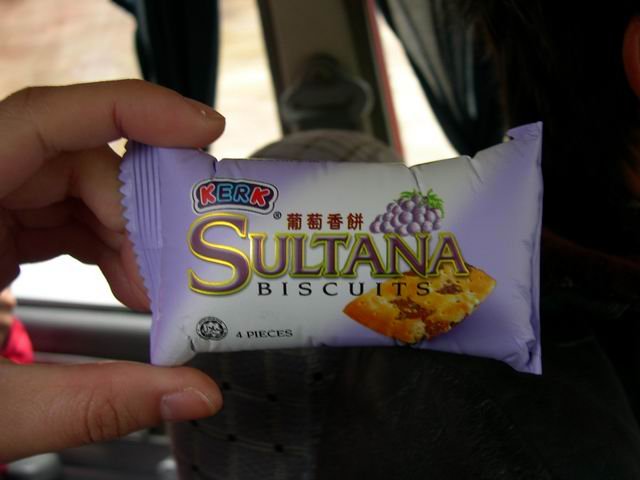 KERK
®
葡萄香餅
SULTANA
BISCUITS
4 PIECES